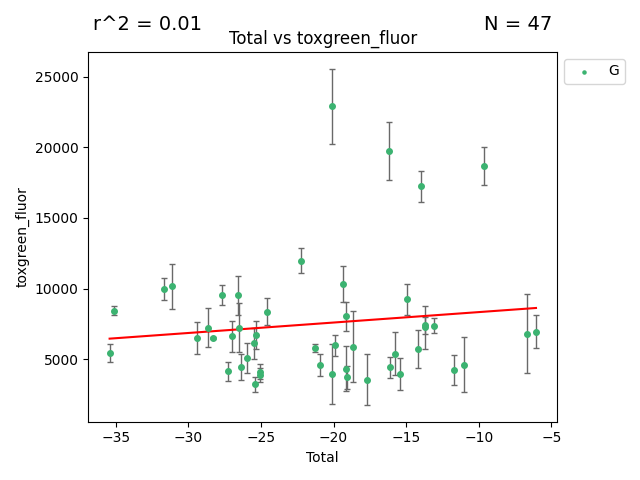 r^2 = 0.01
N = 47
Total vs toxgreen_fluor
G
25000
20000
15000
10000
5000
toxgreen_fluor
−35
−30
−25
−20
−15
−10
−5
Total